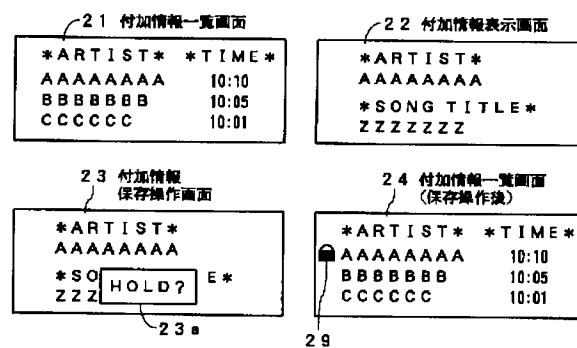 21 付加情報一覧画面
*ARTIST* *TIME*
AAAAAAAA 10:10
BBBBBBB 10:05
CCCCCC 10:01
22 付加情報表示画面
*ARTIST*
AAAAAAAA
*SONG TITLE*
ZZZZZZZ
23 付加情報
保存操作画面
*ARTIST*
AAAAAAAA
*SO E*
ZZZ HOLD?
23a
24 付加情報一覧画面
(保存操作後)
*ARTIST* *TIME*
AAAAAAAA 10:10
BBBBBBB 10:05
CCCCCC 10:01
29